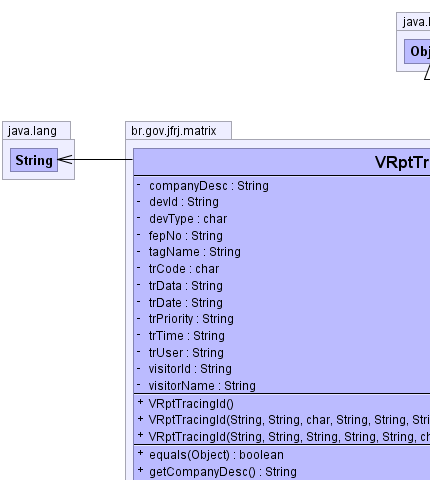 java.l
Obj
java.lang
String
br.gov.jfrj.matrix
VRptTr
- companyDesc : String
- devId : String
- devType : char
- fepNo : String
- tagName : String
- trCode : char
- trData : String
- trDate : String
- trPriority : String
- trTime : String
- trUser : String
- visitorId : String
- visitorName : String
+ VRptTracingId()
+ VRptTracingId(String, String, char, String, String, Stri
+ VRptTracingId(String, String, String, String, String, ch
+ equals(Object) : boolean
+ getCompanyDesc() : String